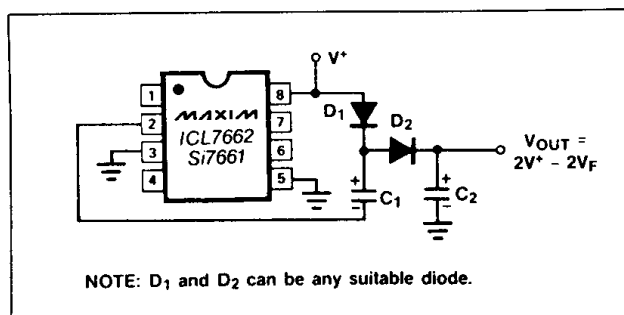 V+
1
8
D1
D2
2
MAXIM
7
ICL7662
VOUT =
2V+ - 2VF
3
Si7661
6
4
5
+
C1
-
+
C2
-
NOTE: D1 and D2 can be any suitable diode.